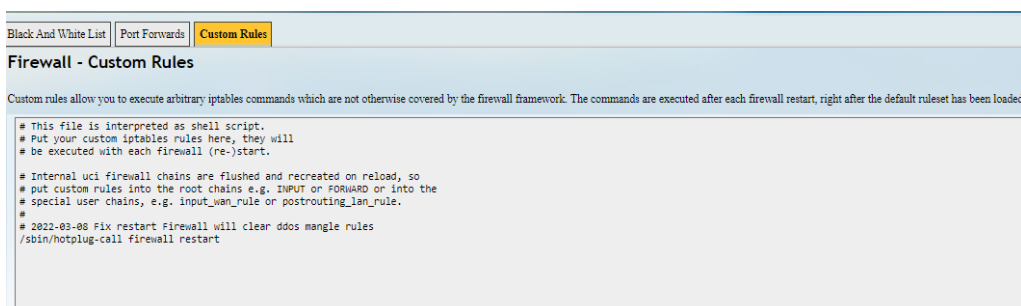 Black And White List
Port Forwards
Custom Rules
Firewall - Custom Rules
Custom rules allow you to execute arbitrary iptables commands which are not otherwise covered by the firewall framework. The commands are executed after each firewall restart, right after the default ruleset has been loaded
# This file is interpreted as shell script.
# Put your custom iptables rules here, they will
# be executed with each firewall (re-)start.
# Internal uci firewall chains are flushed and recreated on reload, so
# put custom rules into the root chains e.g. INPUT or FORWARD or into the
# special user chains, e.g. input_wan_rule or postrouting_lan_rule.
#
# 2022-03-08 Fix restart Firewall will clear ddos mangle rules
/sbin/hotplug-call firewall restart